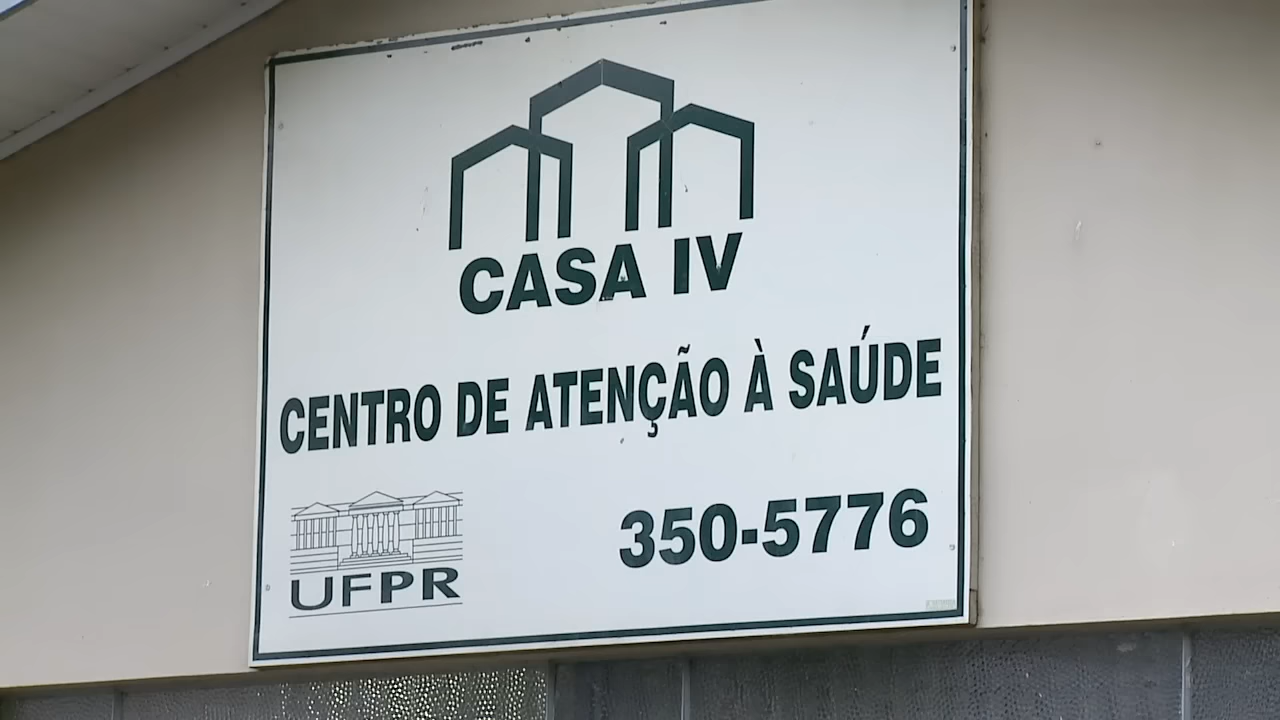 CASA IV
CENTRO DE ATENÇÃO À SAÚDE
350-5776
UFPR